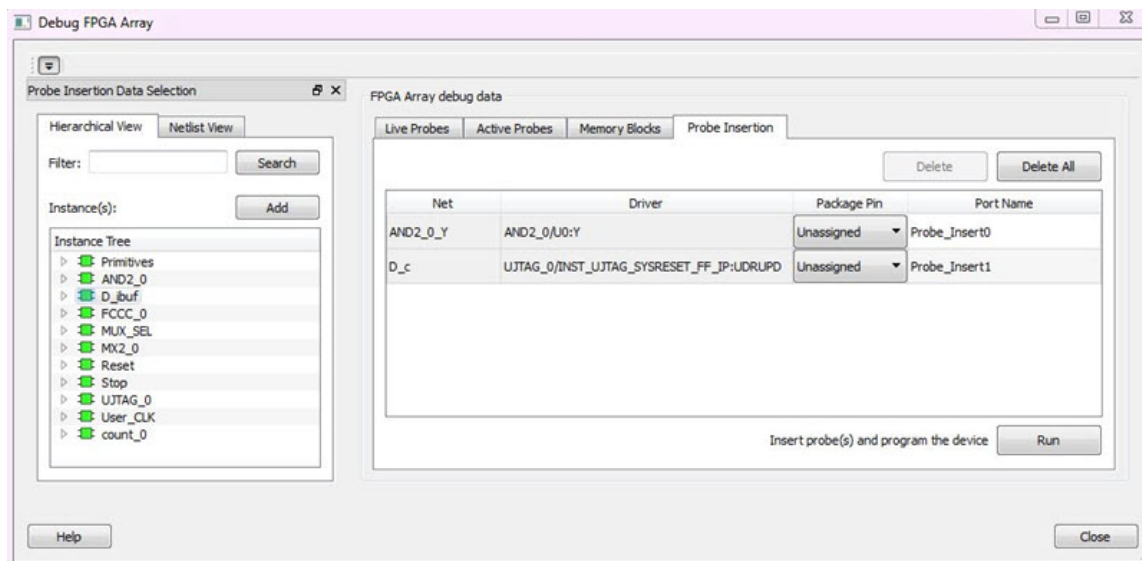 Debug FPGA Array
Probe Insertion Data Selection
Hierarchical View Netlist View
Filter: Search
Instance(s): Add
Instance Tree
Primitives
AND2_0
D_ibuf
FCCC_0
MUX_SEL
MX2_0
Reset
Stop
UJTAG_0
User_CLK
count_0
FPGA Array debug data
Live Probes Active Probes Memory Blocks Probe Insertion
Delete Delete All
Net Driver Package Pin Port Name
AND2_0_Y AND2_0/U0:Y Unassigned Probe_Insert0
D_c UJTAG_0/INST_UJTAG_SYSRESET_FF_IP:UDRUPD Unassigned Probe_Insert1
Insert probe(s) and program the device Run
Help Close